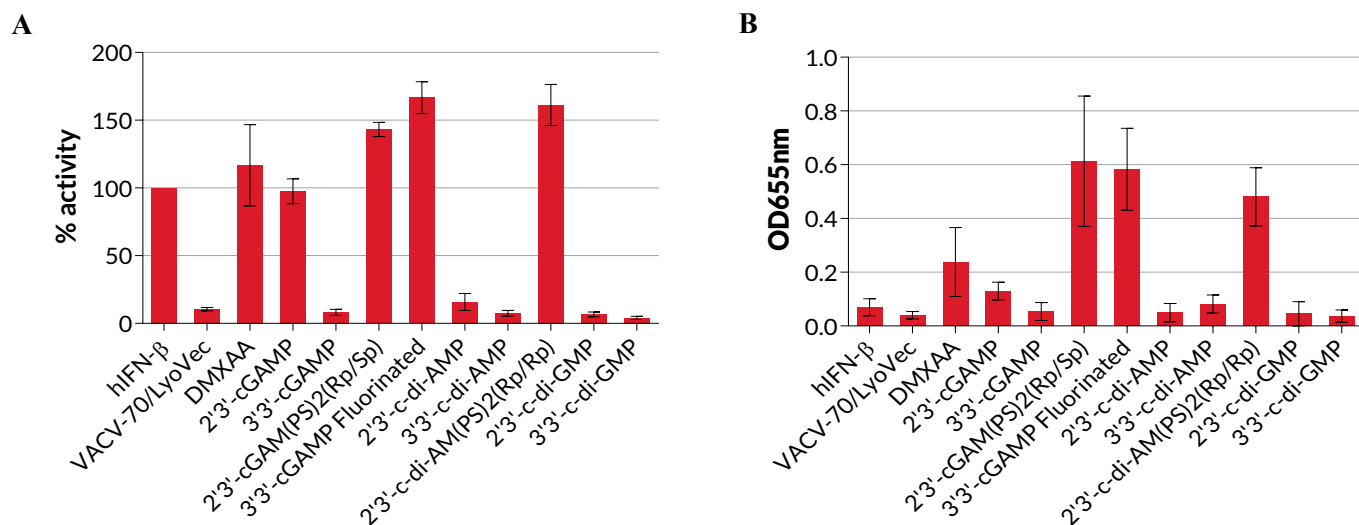 A
% activity
200
150
100
50
0
hIFN-β
VACV-70/LyoVec
DMXAA
2'3'-cGAMP
3'3'-cGAMP
2'3'-cGAM(PS)2(Rp/Sp)
3'3'-cGAMP Fluorinated
2'3'-c-di-AMP
3'3'-c-di-AMP
2'3'-c-di-AM(PS)2(Rp/Rp)
2'3'-c-di-GMP
3'3'-c-di-GMP
B
OD655nm
1.0
0.8
0.6
0.4
0.2
0.0
hIFN-β
VACV-70/LyoVec
DMXAA
2'3'-cGAMP
3'3'-cGAMP
2'3'-cGAM(PS)2(Rp/Sp)
3'3'-cGAMP Fluorinated
2'3'-c-di-AMP
3'3'-c-di-AMP
2'3'-c-di-AM(PS)2(Rp/Rp)
2'3'-c-di-GMP
3'3'-c-di-GMP